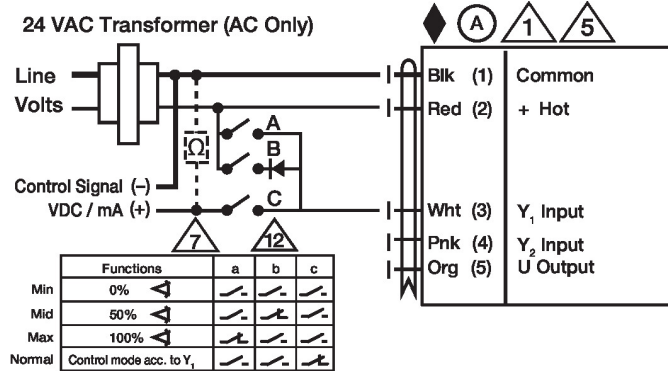 24 VAC Transformer (AC Only)
A 1 5
Line
Volts
Blk (1) Common
Red (2) + Hot
A
B
C
Ω
Control Signal (–)
VDC / mA (+)
Wht (3) Y1 Input
Pnk (4) Y2 Input
Org (5) U Output
7 12
Functions a b c
Min 0%
Mid 50%
Max 100%
Normal Control mode acc. to Y1